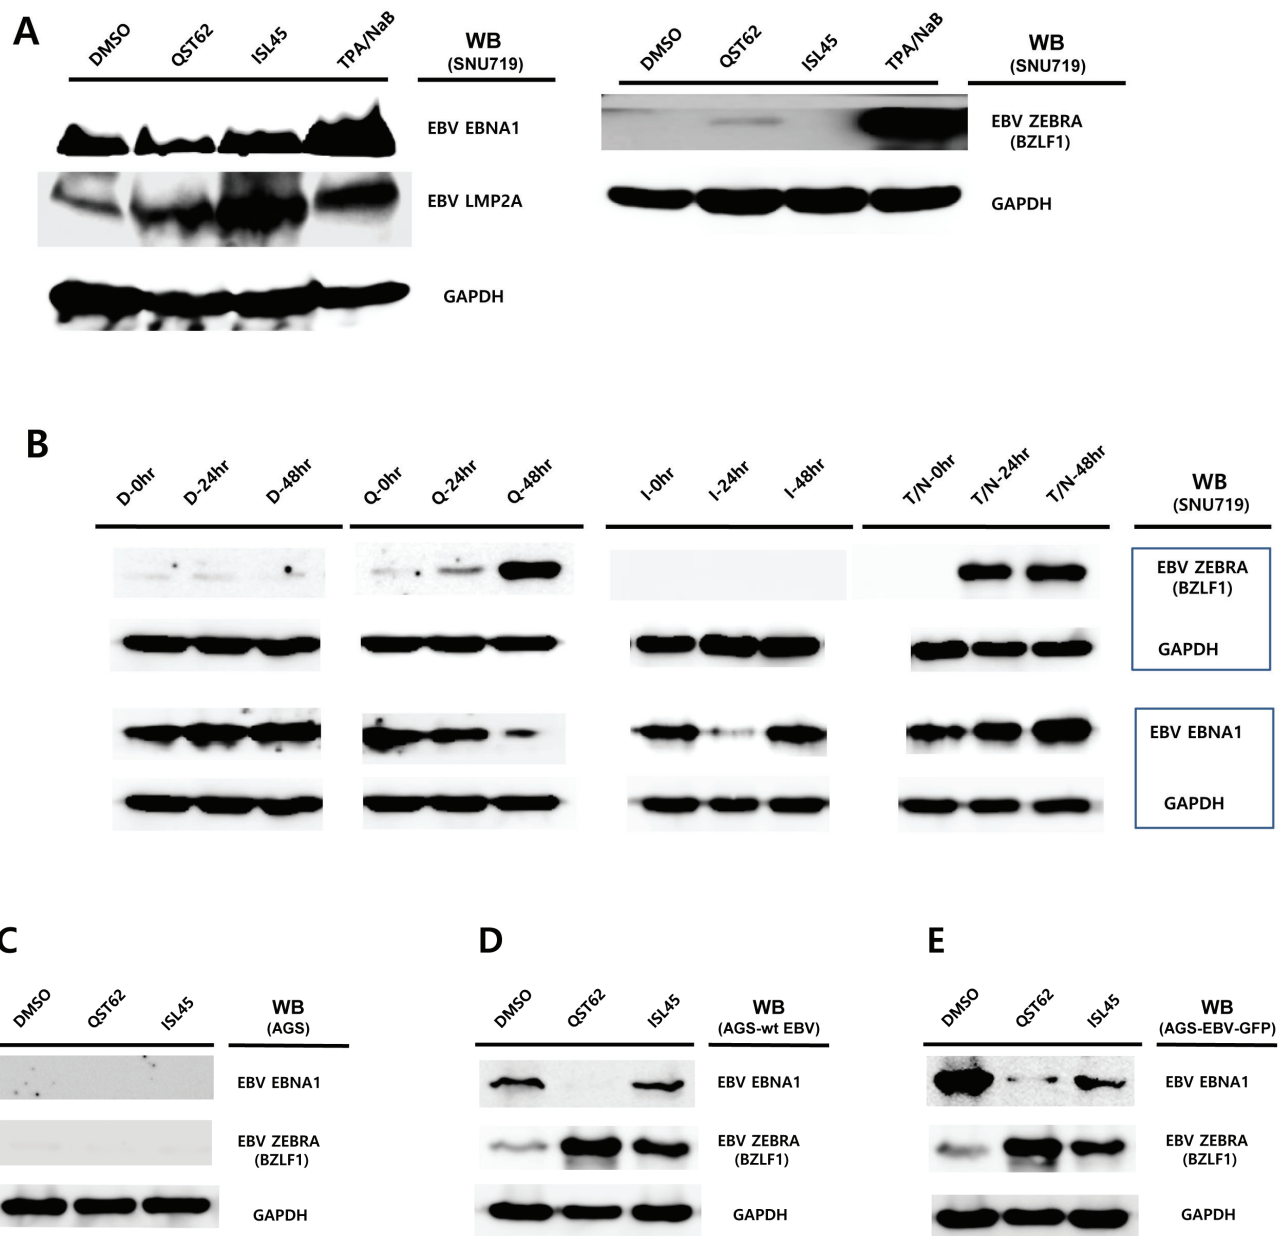 A
DMSO
QST62
ISL45
TPA/NaB
WB
(SNU719)
EBV EBNA1
EBV LMP2A
GAPDH
DMSO
QST62
ISL45
TPA/NaB
WB
(SNU719)
EBV ZEBRA
(BZLF1)
GAPDH
B
D-0hr
D-24hr
D-48hr
Q-0hr
Q-24hr
Q-48hr
I-0hr
I-24hr
I-48hr
T/N-0hr
T/N-24hr
T/N-48hr
WB
(SNU719)
EBV ZEBRA
(BZLF1)
GAPDH
EBV EBNA1
GAPDH
C
DMSO
QST62
ISL45
WB
(AGS)
EBV EBNA1
EBV ZEBRA
(BZLF1)
GAPDH
D
DMSO
QST62
ISL45
WB
(AGS-wt EBV)
EBV EBNA1
EBV ZEBRA
(BZLF1)
GAPDH
E
DMSO
QST62
ISL45
WB
(AGS-EBV-GFP)
EBV EBNA1
EBV ZEBRA
(BZLF1)
GAPDH